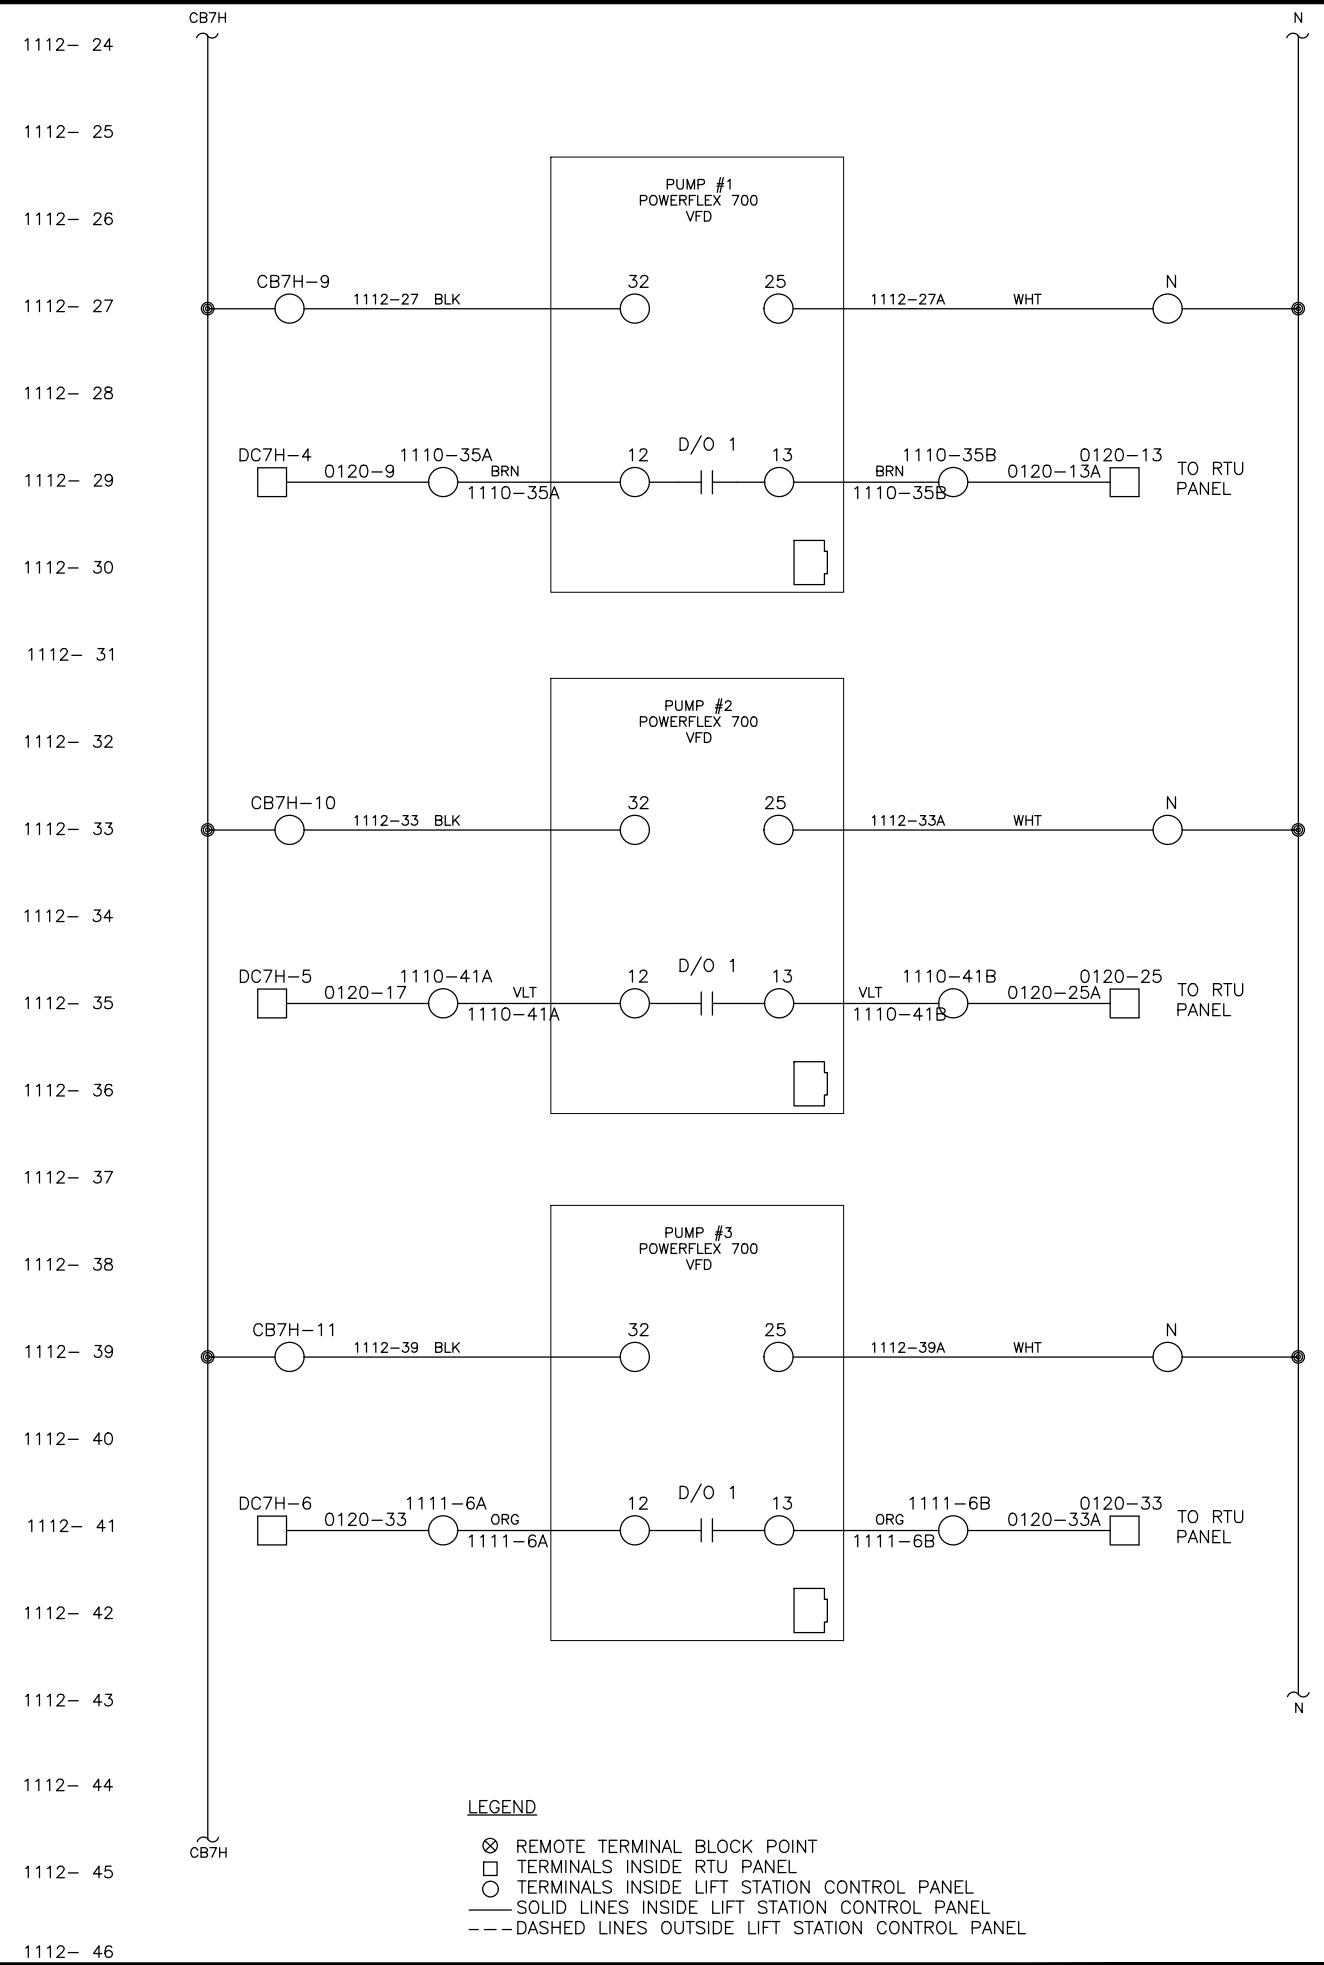 CB7H
N
1112- 24
1112- 25
PUMP #1
POWERFLEX 700
VFD
1112- 26
CB7H-9
1112-27 BLK
32
25
1112-27A WHT
N
1112- 27
1112- 28
D/O 1
DC7H-4
0120-9
1110-35A
BRN
1110-35A
12
13
BRN
1110-35B
1110-35B
0120-13A
0120-13
TO RTU
PANEL
1112- 29
1112- 30
1112- 31
PUMP #2
POWERFLEX 700
VFD
1112- 32
CB7H-10
1112-33 BLK
32
25
1112-33A WHT
N
1112- 33
1112- 34
D/O 1
DC7H-5
0120-17
1110-41A
VLT
1110-41A
12
13
VLT
1110-41B
1110-41B
0120-25A
0120-25
TO RTU
PANEL
1112- 35
1112- 36
1112- 37
PUMP #3
POWERFLEX 700
VFD
1112- 38
CB7H-11
1112-39 BLK
32
25
1112-39A WHT
N
1112- 39
1112- 40
D/O 1
DC7H-6
0120-33
1111-6A
ORG
1111-6A
12
13
ORG
1111-6B
1111-6B
0120-33A
0120-33
TO RTU
PANEL
1112- 41
1112- 42
1112- 43
N
1112- 44
LEGEND
CB7H
REMOTE TERMINAL BLOCK POINT
1112- 45
TERMINALS INSIDE RTU PANEL
TERMINALS INSIDE LIFT STATION CONTROL PANEL
SOLID LINES INSIDE LIFT STATION CONTROL PANEL
DASHED LINES OUTSIDE LIFT STATION CONTROL PANEL
1112- 46